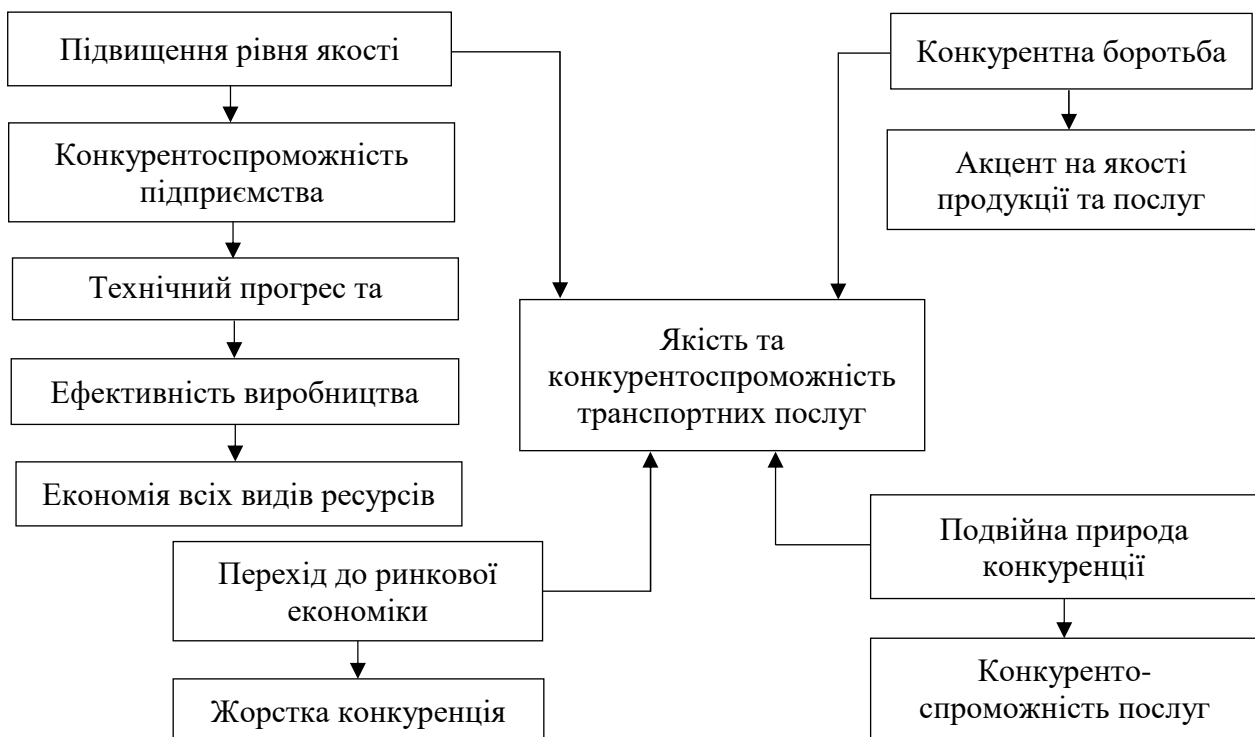 Підвищення рівня якості
Конкурентоспроможність
підприємства
Технічний прогрес та
Ефективність виробництва
Економія всіх видів ресурсів
Перехід до ринкової
економіки
Жорстка конкуренція
Якість та
конкурентоспроможність
транспортних послуг
Конкурентна боротьба
Акцент на якості
продукції та послуг
Подвійна природа
конкуренції
Конкуренто-
спроможність послуг